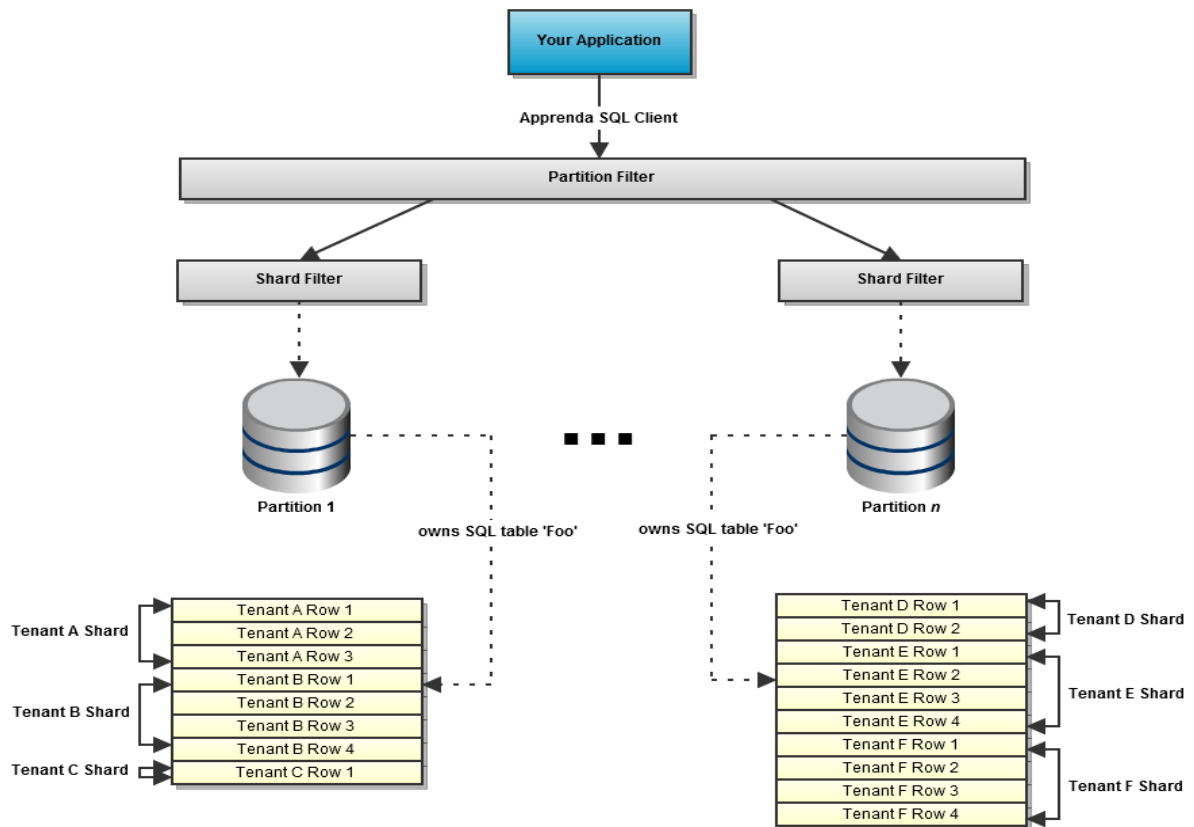 Your Application
Apprenda SQL Client
Partition Filter
Shard Filter
Shard Filter
Partition 1
Partition n
owns SQL table 'Foo'
owns SQL table 'Foo'
Tenant A Shard
Tenant B Shard
Tenant C Shard
Tenant A Row 1
Tenant A Row 2
Tenant A Row 3
Tenant B Row 1
Tenant B Row 2
Tenant B Row 3
Tenant B Row 4
Tenant C Row 1
Tenant D Row 1
Tenant D Row 2
Tenant E Row 1
Tenant E Row 2
Tenant E Row 3
Tenant E Row 4
Tenant F Row 1
Tenant F Row 2
Tenant F Row 3
Tenant F Row 4
Tenant D Shard
Tenant E Shard
Tenant F Shard